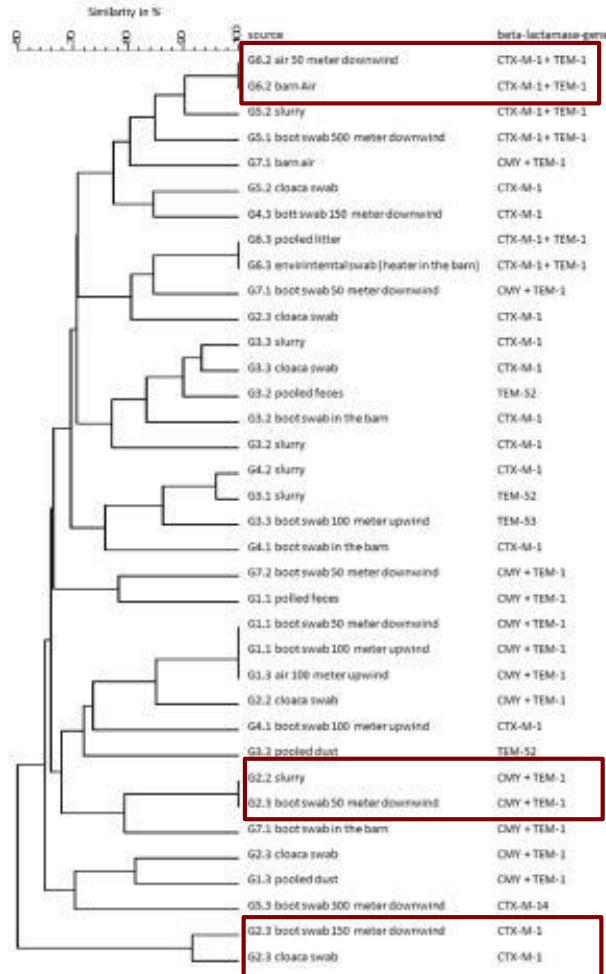 Similarity in %
100
source beta-lactamase-gene
G6.2 air 50 meter downwind CTX-M-1+ TEM-1
G6.2 barn Air CTX-M-1+ TEM-1
G5.2 slurry CTX-M-1+ TEM-1
G5.1 boot swab 500 meter downwind CTX-M-1+ TEM-1
G7.1 barn air CMY + TEM-1
G5.2 cloaca swab CTX-M-1
G4.3 bott swab 150 meter downwind CTX-M-1
G6.3 pooled litter CTX-M-1+ TEM-1
G6.3 envirinterntal swab (heater in the barn) CTX-M-1+ TEM-1
G7.1 boot swab 50 meter downwind CMY + TEM-1
G2.3 cloaca swab CTX-M-1
G3.3 slurry CTX-M-1
G3.3 cloaca swab CTX-M-1
G3.2 pooled feces TEM-52
G3.2 boot swab in the barn CTX-M-1
G3.2 slurry CTX-M-1
G4.2 slurry CTX-M-1
G3.1 slurry TEM-52
G3.3 boot swab 100 meter upwind TEM-53
G4.1 boot swab in the barn CTX-M-1
G7.2 boot swab 50 meter downwind CMY + TEM-1
G1.1 polled feces CMY + TEM-1
G1.1 boot swab 50 meter downwind CMY + TEM-1
G1.1 boot swab 100 meter upwind CMY + TEM-1
G1.3 air 100 meter upwind CMY + TEM-1
G2.2 cloaca swab CMY + TEM-1
G4.1 boot swab 100 meter upwind CTX-M-1
G3.3 pooled dust TEM-52
G2.2 slurry CMY + TEM-1
G2.3 boot swab 50 meter downwind CMY + TEM-1
G7.1 boot swab in the barn CMY + TEM-1
G2.3 cloaca swab CMY + TEM-1
G1.3 pooled dust CMY + TEM-1
G5.3 boot swab 300 meter downwind CTX-M-14
G2.3 boot swab 150 meter downwind CTX-M-1
G2.3 cloaca swab CTX-M-1